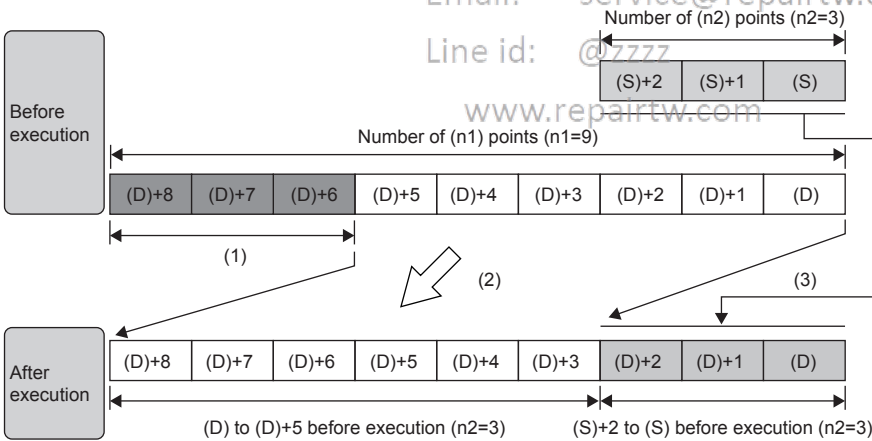 Email: service@repairtw.c
Number of (n2) points (n2=3)
Line id: @zzzz
(S)+2 (S)+1 (S)
www.repairtw.com
Before
execution
Number of (n1) points (n1=9)
(D)+8 (D)+7 (D)+6 (D)+5 (D)+4 (D)+3 (D)+2 (D)+1 (D)
(1)
(2)
(3)
After
execution
(D)+8 (D)+7 (D)+6 (D)+5 (D)+4 (D)+3 (D)+2 (D)+1 (D)
(D) to (D)+5 before execution (n2=3)
(S)+2 to (S) before execution (n2=3)